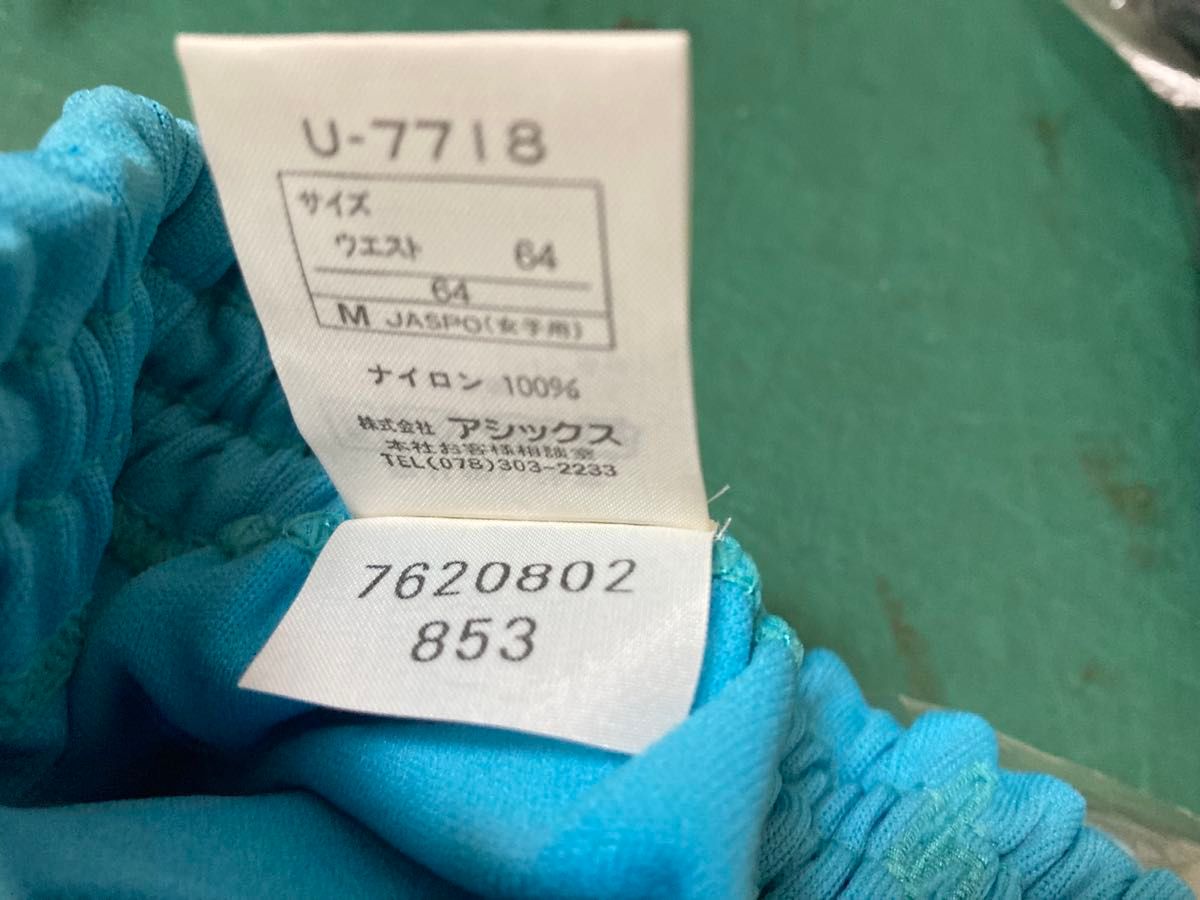 U-7718
サイズ
ウエスト 64
64
M JASPO(女子用)
ナイロン 100%
株式会社 アシックス
本社お客様相談室
TEL(078)303-2233
7620802
853